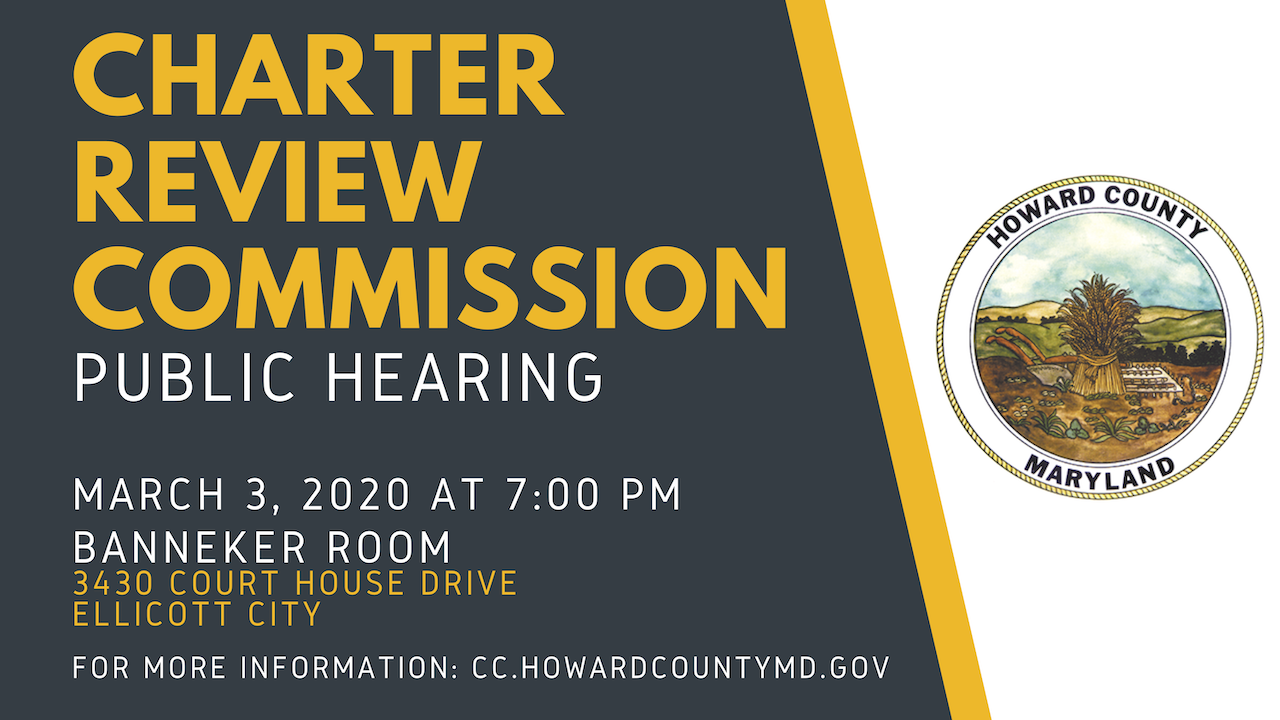 CHARTER
REVIEW
COMMISSION
PUBLIC HEARING
MARCH 3, 2020 AT 7:00 PM
BANNEKER ROOM
3430 COURT HOUSE DRIVE
ELLICOTT CITY
FOR MORE INFORMATION: CC.HOWARDCOUNTYMD.GOV
HOWARD COUNTY
MARYLAND